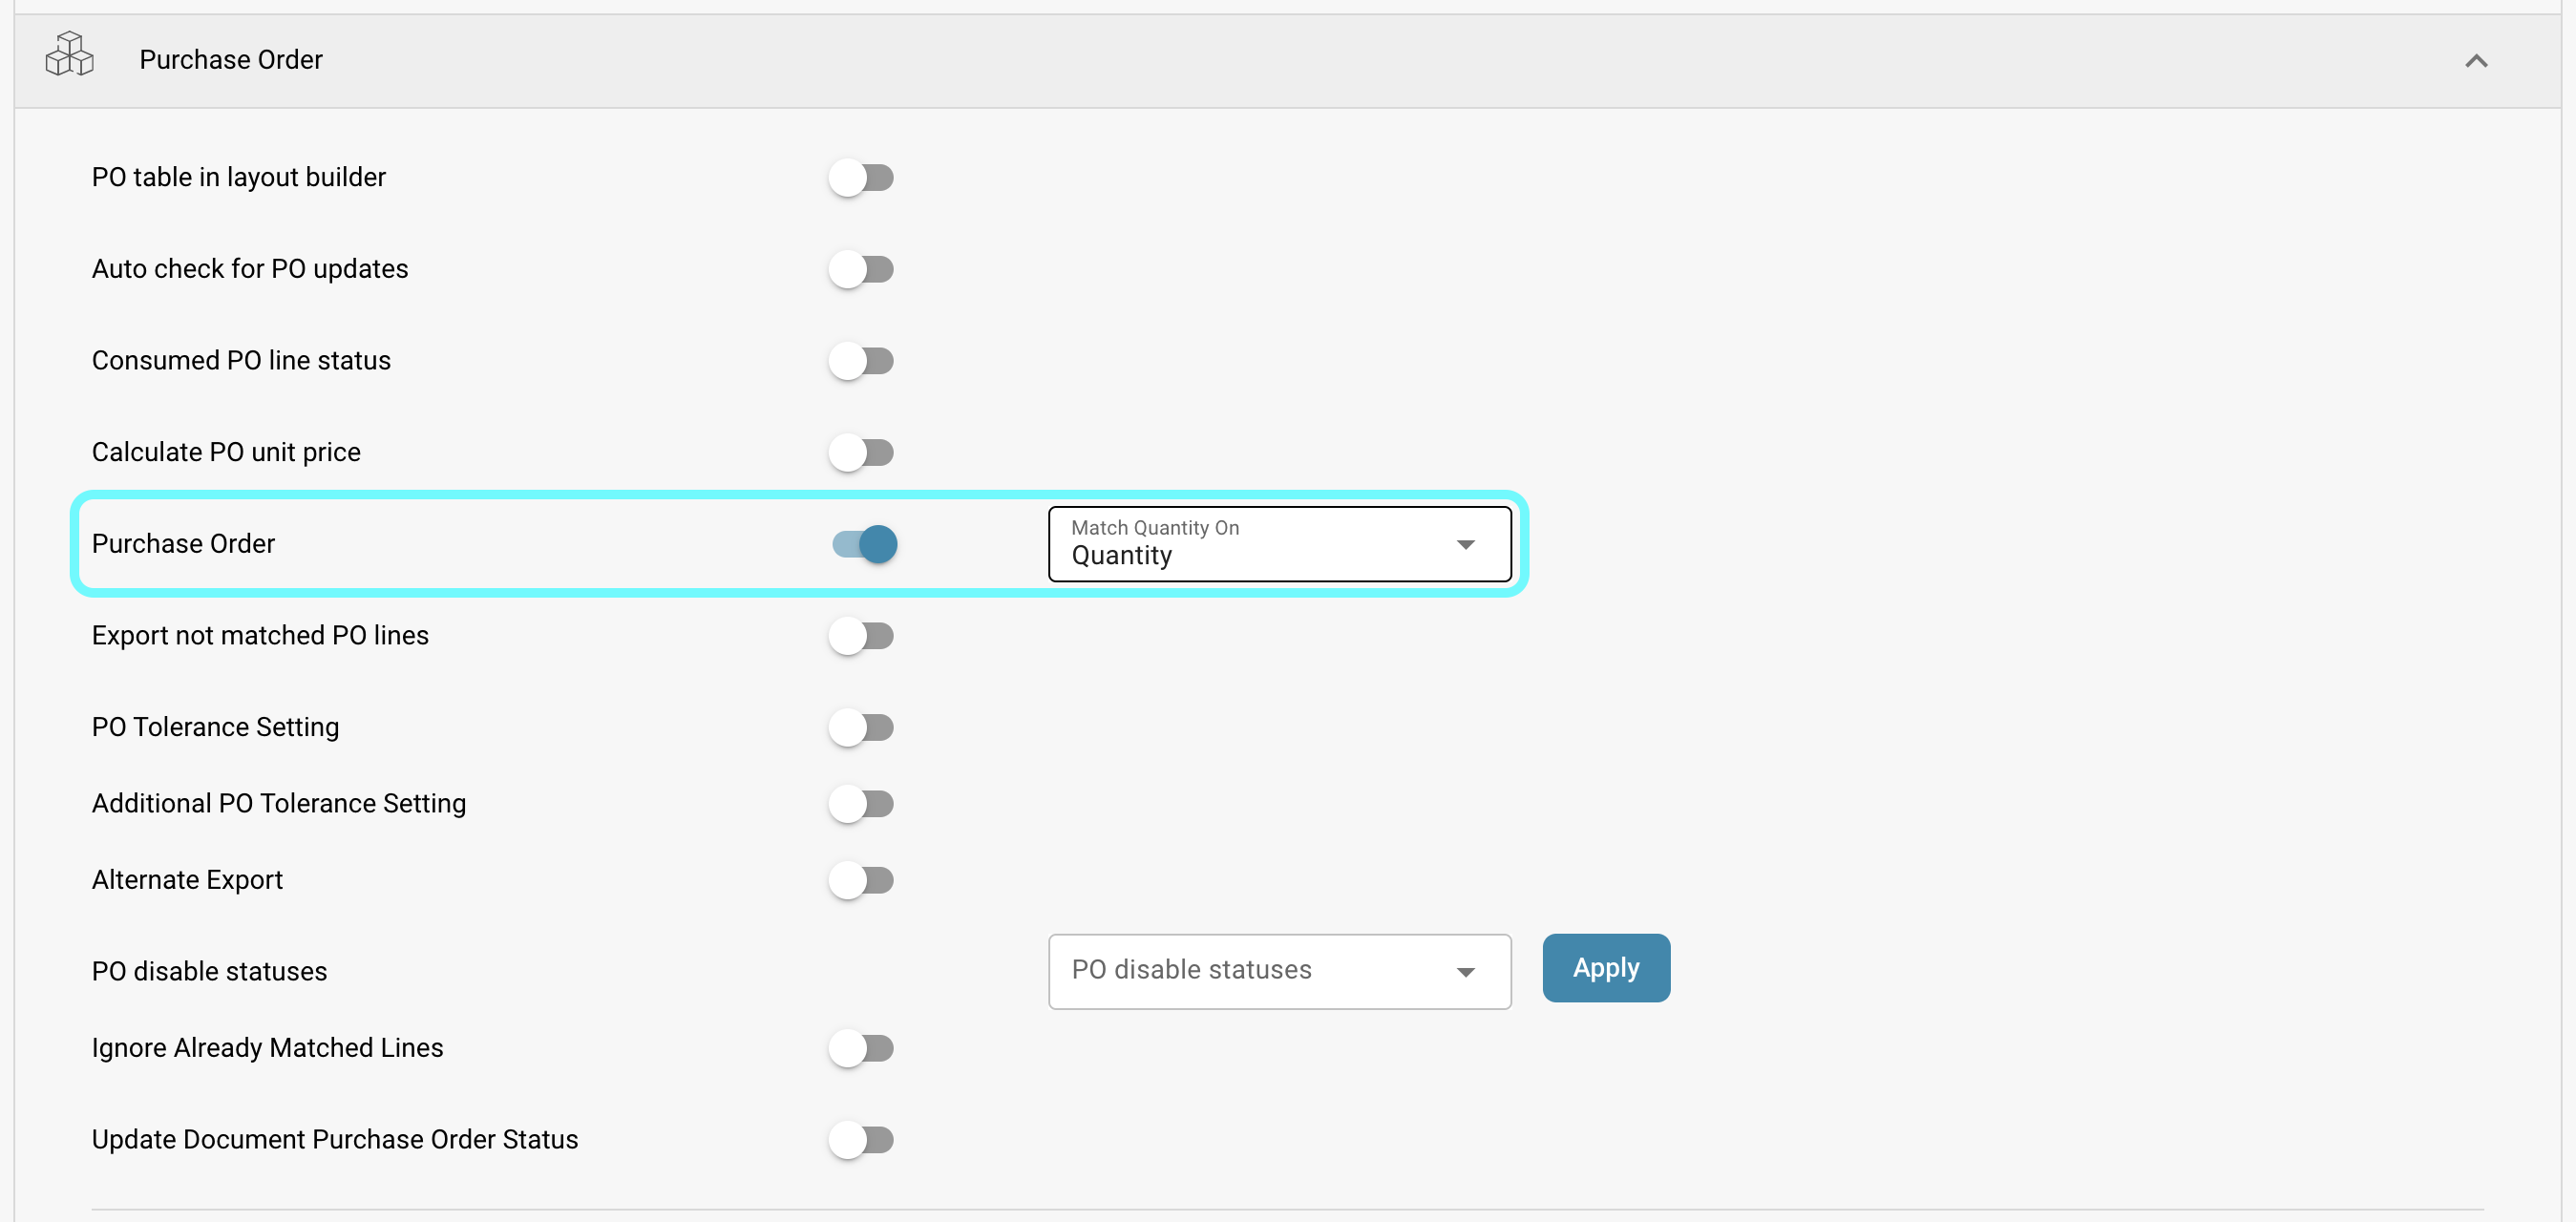 Purchase Order
PO table in layout builder
Auto check for PO updates
Consumed PO line status
Calculate PO unit price
Purchase Order
Match Quantity On
Quantity
Export not matched PO lines
PO Tolerance Setting
Additional PO Tolerance Setting
Alternate Export
PO disable statuses
PO disable statuses
Apply
Ignore Already Matched Lines
Update Document Purchase Order Status